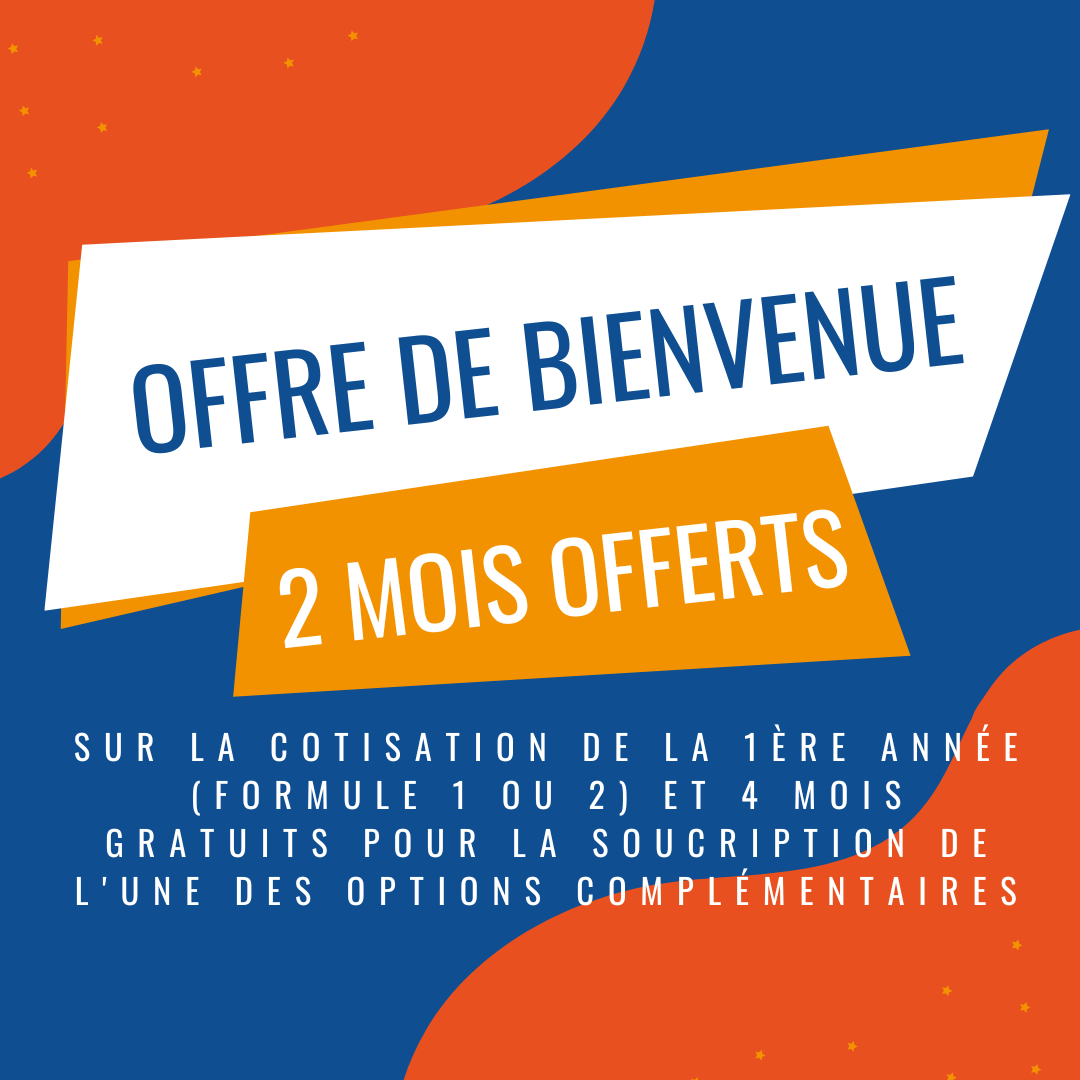 OFFRE DE BIENVENUE
2 MOIS OFFERTS
SUR LA COTISATION DE LA 1ÈRE ANNÉE
(FORMULE 1 OU 2) ET 4 MOIS
GRATUITS POUR LA SOUCRIPTION DE
L'UNE DES OPTIONS COMPLÉMENTAIRES